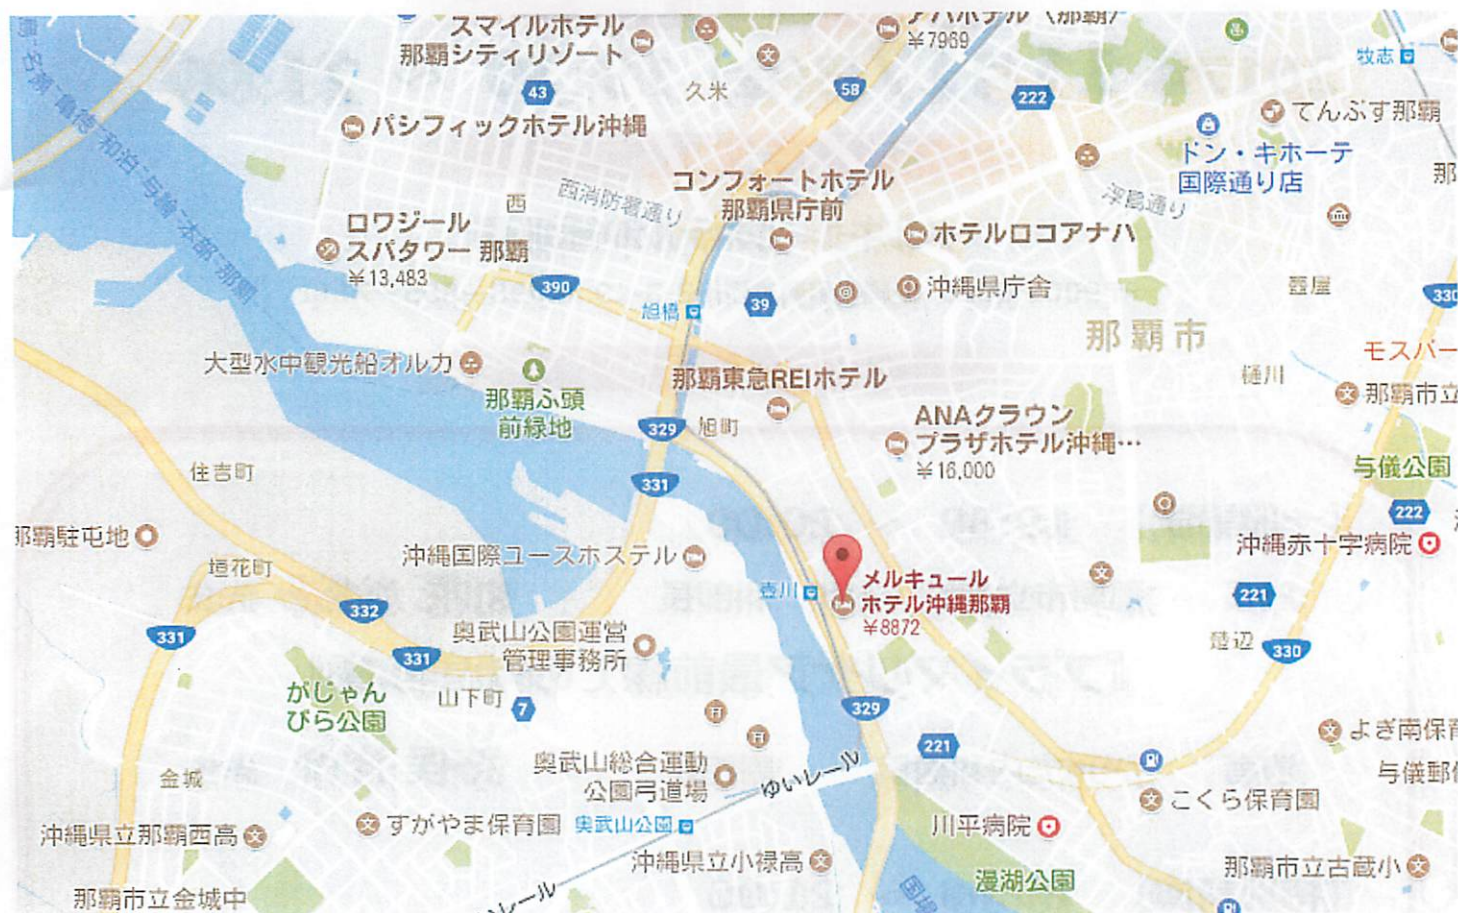 スマイルホテル
那覇シティリゾート
アパホテル〈那覇〉
¥7969
牧志
43
久米
58
222
てんぶす那覇
パシフィックホテル沖縄
ドン・キホーテ
国際通り店
那
コンフォートホテル
那覇県庁前
西
西消防署通り
浮島通り
ロワジール
スパタワー 那覇
¥13,483
ホテルロコアナハ
390
39
沖縄県庁舎
壺屋
330
旭橋
那覇市
モスバー
大型水中観光船オルカ
那覇東急REIホテル
樋川
那覇市立
那覇ふ頭
前緑地
329
旭町
ANAクラウン
プラザホテル沖縄…
¥16,000
住吉町
331
与儀公園
222
那覇駐屯地
沖縄国際ユースホステル
沖縄赤十字病院
垣花町
壺川
メルキュール
ホテル沖縄那覇
¥8872
221
332
331
331
奥武山公園運営
管理事務所
楚辺
330
がじゃん
びら公園
山下町
7
329
221
よぎ南保育
金城
奥武山総合運動
公園弓道場
ゆいレール
与儀郵便
こくら保育園
沖縄県立那覇西高
すがやま保育園
奥武山公園
川平病院
沖縄県立小禄高
漫湖公園
那覇市立古蔵小
那覇市立金城中
いレール
国場